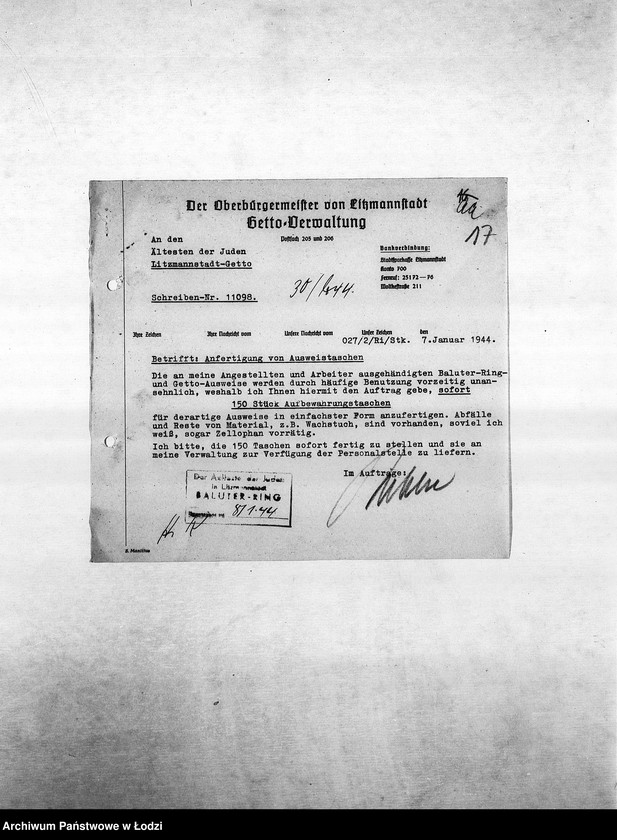 Der Oberbürgermeister von Litzmannstadt
Getto-Verwaltung
Postfach 205 und 206
17
An den
Ältesten der Juden
Litzmannstadt-Getto
Bankverbindung:
Stadtsparkasse Litzmannstadt
Konto 700
Fernruf: 25172—76
Moltkestraße 211
Schreiben-Nr. 11098.
Ihre Zeichen Ihre Nachricht vom Unsere Nachricht vom Unser Zeichen den
027/2/Ri/Stk. 7.Januar 1944.
Betrifft: Anfertigung von Ausweistaschen
Die an meine Angestellten und Arbeiter ausgehändigten Baluter-Ring-
und Getto-Ausweise werden durch häufige Benutzung vorzeitig unan-
sehnlich, weshalb ich Ihnen hiermit den Auftrag gebe, sofort
150 Stück Aufbewahrungstaschen
für derartige Ausweise in einfachster Form anzufertigen. Abfälle
und Reste von Material, z.B. Wachstuch, sind vorhanden, soviel ich
weiß, sogar Zellophan vorrätig.
Ich bitte, die 150 Taschen sofort fertig zu stellen und sie an
meine Verwaltung zur Verfügung der Personalstelle zu liefern.
Im Auftrage:
Der Aelteste der Juden
in Litzmannstadt
BALUTER-RING
8/1.44
Archiwum Państwowe w Łodzi